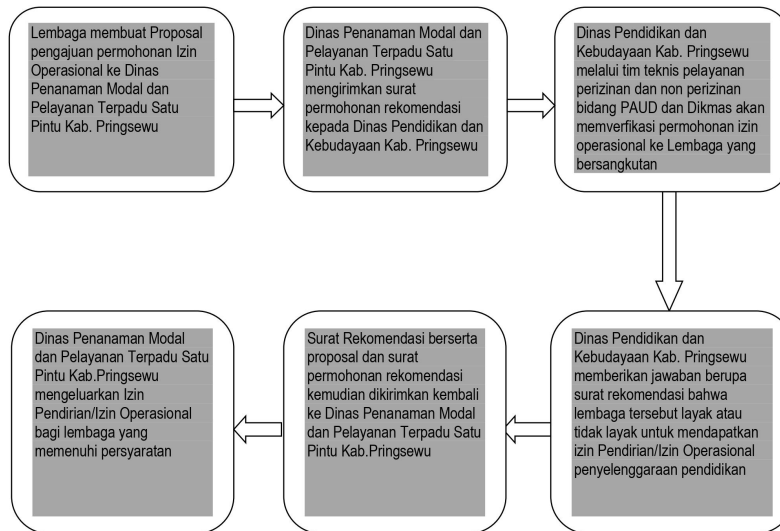 Lembaga membuat Proposal
pengajuan permohonan Izin
Operasional ke Dinas
Penanaman Modal dan
Pelayanan Terpadu Satu
Pintu Kab. Pringsewu
Dinas Penanaman Modal dan
Pelayanan Terpadu Satu
Pintu Kab. Pringsewu
mengirimkan surat
permohonan rekomendasi
kepada Dinas Pendidikan dan
Kebudayaan Kab. Pringsewu
Dinas Pendidikan dan
Kebudayaan Kab. Pringsewu
melalui tim teknis pelayanan
perizinan dan non perizinan
bidang PAUD dan Dikmas akan
memverfikasi permohonan izin
operasional ke Lembaga yang
bersangkutan
Dinas Pendidikan dan
Kebudayaan Kab. Pringsewu
memberikan jawaban berupa
surat rekomendasi bahwa
lembaga tersebut layak atau
tidak layak untuk mendapatkan
izin Pendirian/Izin Operasional
penyelenggaraan pendidikan
Surat Rekomendasi berserta
proposal dan surat
permohonan rekomendasi
kemudian dikirimkan kembali
ke Dinas Penanaman Modal
dan Pelayanan Terpadu Satu
Pintu Kab.Pringsewu
Dinas Penanaman Modal
dan Pelayanan Terpadu Satu
Pintu Kab.Pringsewu
mengeluarkan Izin
Pendirian/Izin Operasional
bagi lembaga yang
memenuhi persyaratan